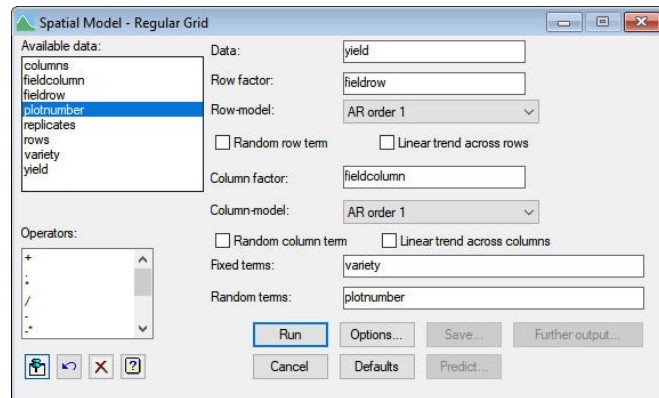 Spatial Model - Regular Grid
Available data:
columns
fieldcolumn
fieldrow
plotnumber
replicates
rows
variety
yield
Data: yield
Row factor: fieldrow
Row-model: AR order 1
Random row term Linear trend across rows
Column factor: fieldcolumn
Column-model: AR order 1
Random column term Linear trend across columns
Operators:
+
.
*
/
-
-*
Fixed terms: variety
Random terms: plotnumber
Run Options... Save... Further output...
Cancel Defaults Predict...